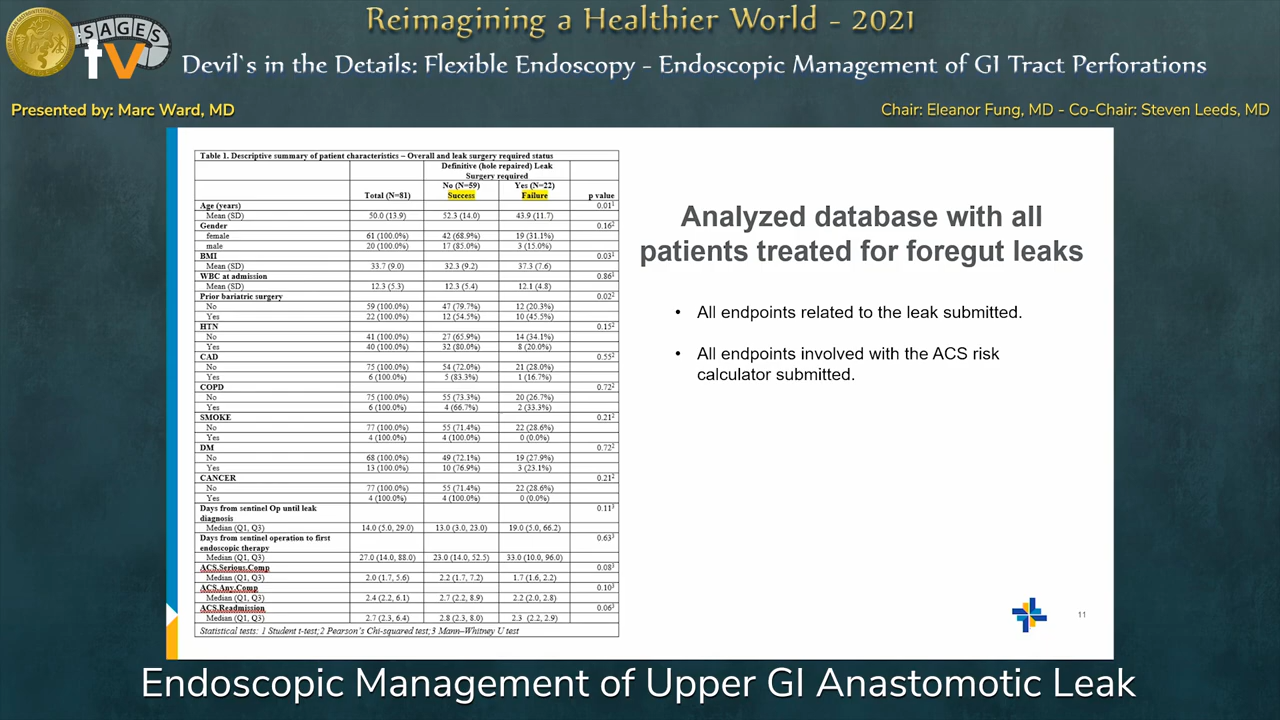 Reimagining a Healthier World - 2021
SAGES
tv
Devil`s in the Details: Flexible Endoscopy - Endoscopic Management of GI Tract Perforations
Presented by: Marc Ward, MD
Chair: Eleanor Fung, MD - Co-Chair: Steven Leeds, MD
Table 1. Descriptive summary of patient characteristics – Overall and leak surgery required status
Definitive (hole repaired) Leak
Surgery required
Total (N=81) No (N=59) Success Yes (N=22) Failure p value
Age (years) 0.01¹
Mean (SD) 50.0 (13.9) 52.3 (14.0) 43.9 (11.7)
Gender 0.16²
female 61 (100.0%) 42 (68.9%) 19 (31.1%)
male 20 (100.0%) 17 (85.0%) 3 (15.0%)
BMI 0.03¹
Mean (SD) 33.7 (9.0) 32.3 (9.2) 37.3 (7.6)
WBC at admission 0.86¹
Mean (SD) 12.3 (5.3) 12.3 (5.4) 12.1 (4.8)
Prior bariatric surgery 0.02²
No 59 (100.0%) 47 (79.7%) 12 (20.3%)
Yes 22 (100.0%) 12 (54.5%) 10 (45.5%)
HTN 0.15²
No 41 (100.0%) 27 (65.9%) 14 (34.1%)
Yes 40 (100.0%) 32 (80.0%) 8 (20.0%)
CAD 0.55²
No 75 (100.0%) 54 (72.0%) 21 (28.0%)
Yes 6 (100.0%) 5 (83.3%) 1 (16.7%)
COPD 0.72²
No 75 (100.0%) 55 (73.3%) 20 (26.7%)
Yes 6 (100.0%) 4 (66.7%) 2 (33.3%)
SMOKE 0.21²
No 77 (100.0%) 55 (71.4%) 22 (28.6%)
Yes 4 (100.0%) 4 (100.0%) 0 (0.0%)
DM 0.72²
No 68 (100.0%) 49 (72.1%) 19 (27.9%)
Yes 13 (100.0%) 10 (76.9%) 3 (23.1%)
CANCER 0.21²
No 77 (100.0%) 55 (71.4%) 22 (28.6%)
Yes 4 (100.0%) 4 (100.0%) 0 (0.0%)
Days from sentinel Op until leak 0.11³
diagnosis
Median (Q1, Q3) 14.0 (5.0, 29.0) 13.0 (3.0, 23.0) 19.0 (5.0, 66.2)
Days from sentinel operation to first 0.63³
endoscopic therapy
Median (Q1, Q3) 27.0 (14.0, 88.0) 23.0 (14.0, 52.5) 33.0 (10.0, 96.0)
ACS.Serious.Comp 0.08³
Median (Q1, Q3) 2.0 (1.7, 5.6) 2.2 (1.7, 7.2) 1.7 (1.6, 2.2)
ACS.Any.Comp 0.10³
Median (Q1, Q3) 2.4 (2.2, 6.1) 2.7 (2.2, 8.9) 2.2 (2.0, 2.8)
ACS.Readmission 0.06³
Median (Q1, Q3) 2.7 (2.3, 6.4) 2.8 (2.3, 8.0) 2.3 (2.2, 2.9)
Statistical tests: 1 Student t-test;2 Pearson's Chi-squared test;3 Mann–Whitney U test
Analyzed database with all
patients treated for foregut leaks
• All endpoints related to the leak submitted.
• All endpoints involved with the ACS risk
calculator submitted.
11
Endoscopic Management of Upper GI Anastomotic Leak